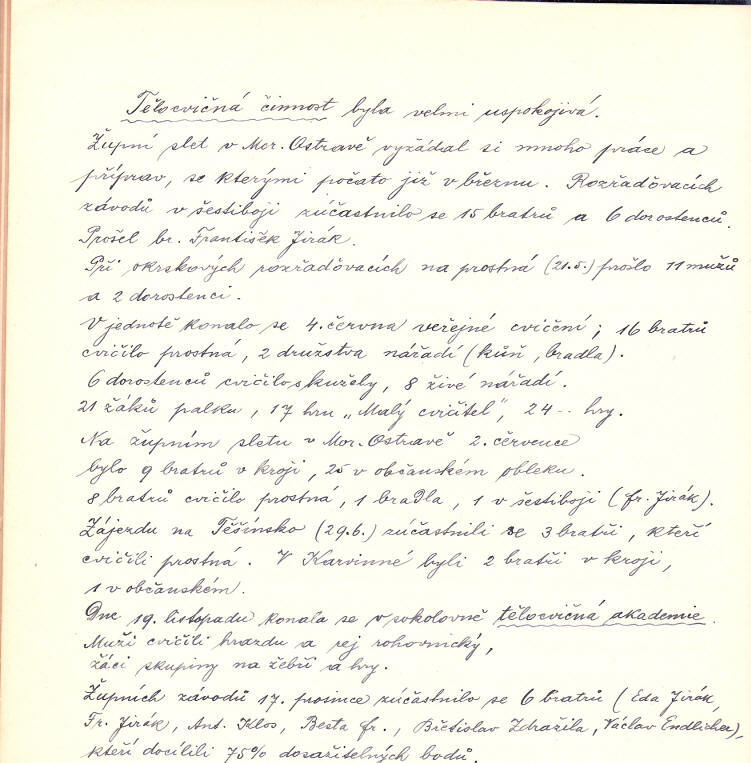 Tělocvičná činnost byla velmi uspokojivá.
Župní slet v Mor. Ostravě vyžádal si mnoho práce a
příprav, se kterými počato již v březnu. Rozřaďovacích
závodů v šestiboji zúčastnilo se 15 bratrů a 6 dorostenců.
Prošel br. František Jirák.
Při okrskových rozřaďovacích na prostná (21.5.) prošlo 11 mužů
a 2 dorostenci.
V jednotě konalo se 4. června veřejné cvičení; 16 bratrů
cvičilo prostná, 2 družstva nářadí (kůň, bradla).
6 dorostenců cvičilo s kužely, 8 živé nářadí.
21 žáků palku, 17 hru „Malý cvičitel", 24 -- hry.
Na župním sletu v Mor. Ostravě 2. července
bylo 9 bratrů v kroji, 25 v občanském obleku.
8 bratrů cvičilo prostná, 1 bradla, 1 v šestiboji (fr. Jirák).
Zájezdu na Těšínsko (29.6.) zúčastnili se 3 bratři, kteří
cvičili prostná. V Karvinné byli 2 bratři v kroji,
1 v občanském.
Dne 19. listopadu konala se v sokolovně tělocvičná akademie.
Muži cvičili hrazdu a rej rohovnický,
žáci skupiny na žebři a hry.
Župních závodů 17. prosince zúčastnilo se 6 bratrů (Eda Jirák,
Fr. Jirák, Ant. Klos, Besta fr., Břetislav Zdražila, Václav Endlicher),
kteří docílili 75% dosažitelných bodů.